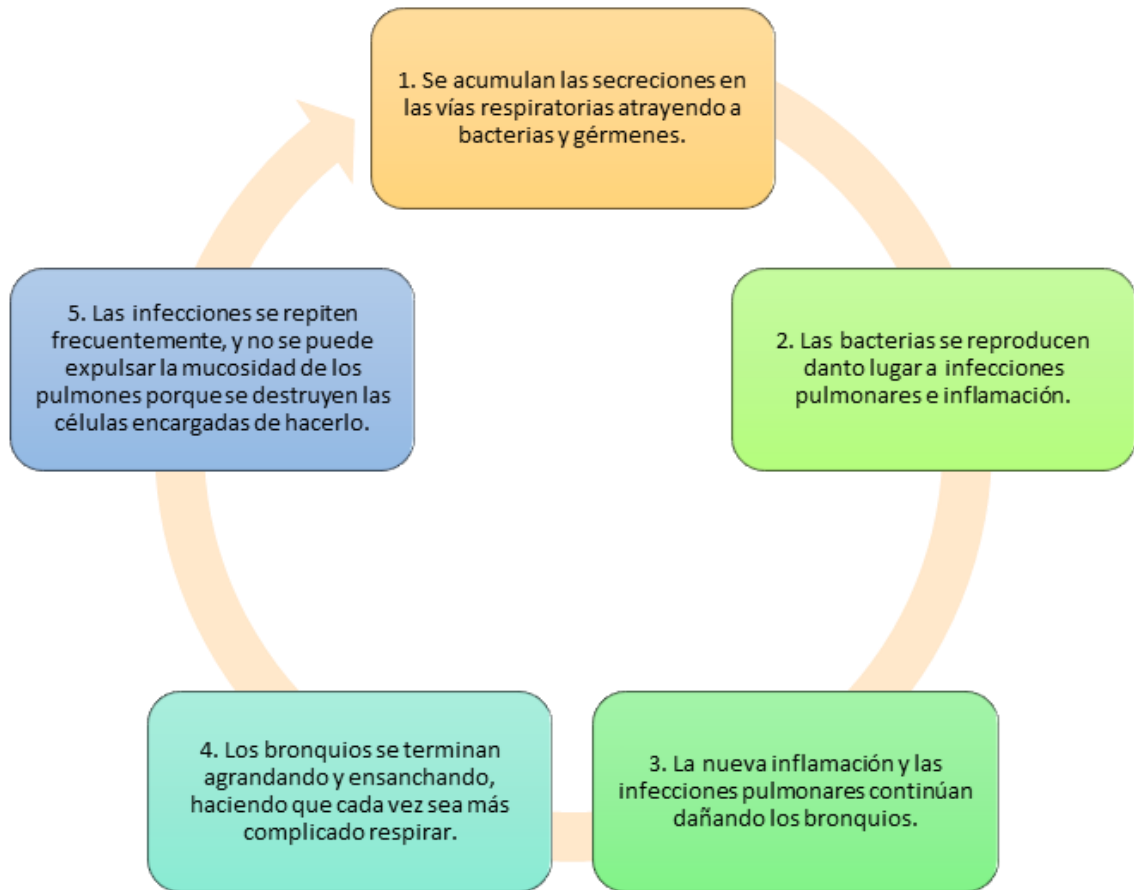 1. Se acumulan las secreciones en
las vías respiratorias atrayendo a
bacterias y gérmenes.
2. Las bacterias se reproducen
danto lugar a infecciones
pulmonares e inflamación.
3. La nueva inflamación y las
infecciones pulmonares continúan
dañando los bronquios.
4. Los bronquios se terminan
agrandando y ensanchando,
haciendo que cada vez sea más
complicado respirar.
5. Las infecciones se repiten
frecuentemente, y no se puede
expulsar la mucosidad de los
pulmones porque se destruyen las
células encargadas de hacerlo.